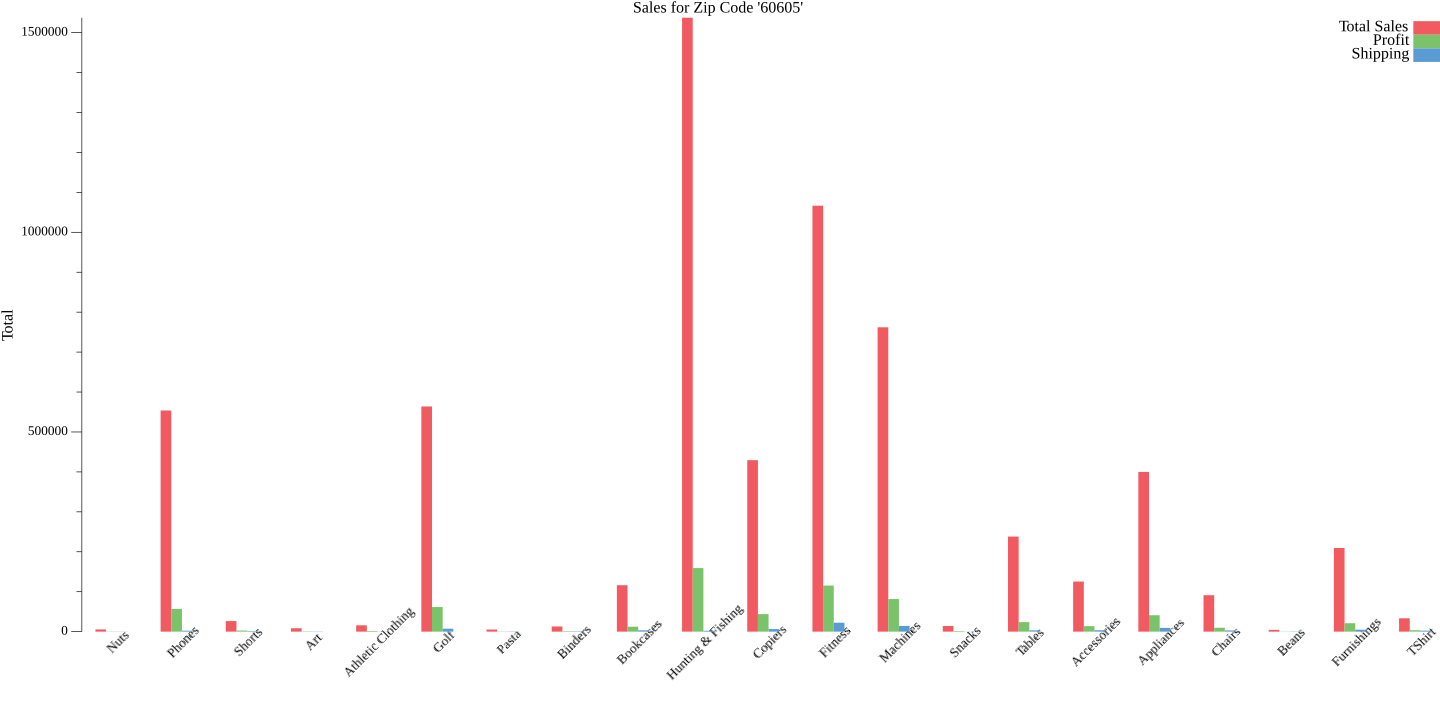 Sales for Zip Code '60605'
Total Sales
Profit
Shipping
Total
1500000
1000000
500000
0
Nuts
Phones
Shorts
Art
Athletic Clothing
Golf
Pasta
Binders
Bookcases
Hunting & Fishing
Copiers
Fitness
Machines
Snacks
Tables
Accessories
Appliances
Chairs
Beans
Furnishings
TShirt